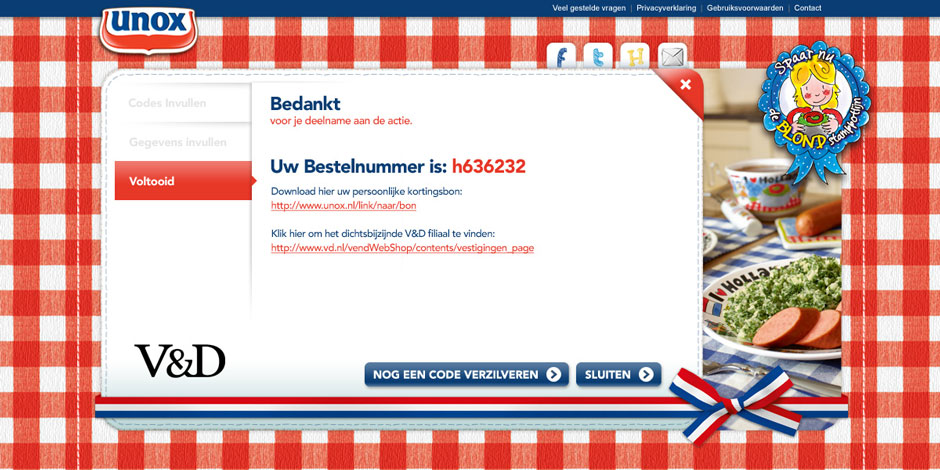 Veel gestelde vragen | Privacyverklaring | Gebruiksvoorwaarden | Contact
unox
f t H
Spaar nu
de BLOND
stamppotlijn
Codes Invullen
Gegevens invullen
Voltooid
Bedankt
voor je deelname aan de actie.
Uw Bestelnummer is: h636232
Download hier uw persoonlijke kortingsbon:
http://www.unox.nl/link/naar/bon
Klik hier om het dichtsbijzijnde V&D filiaal te vinden:
http://www.vd.nl/vendWebShop/contents/vestigingen_page
I ♥ Holland
I ♥ Holland
V&D
NOG EEN CODE VERZILVEREN
SLUITEN